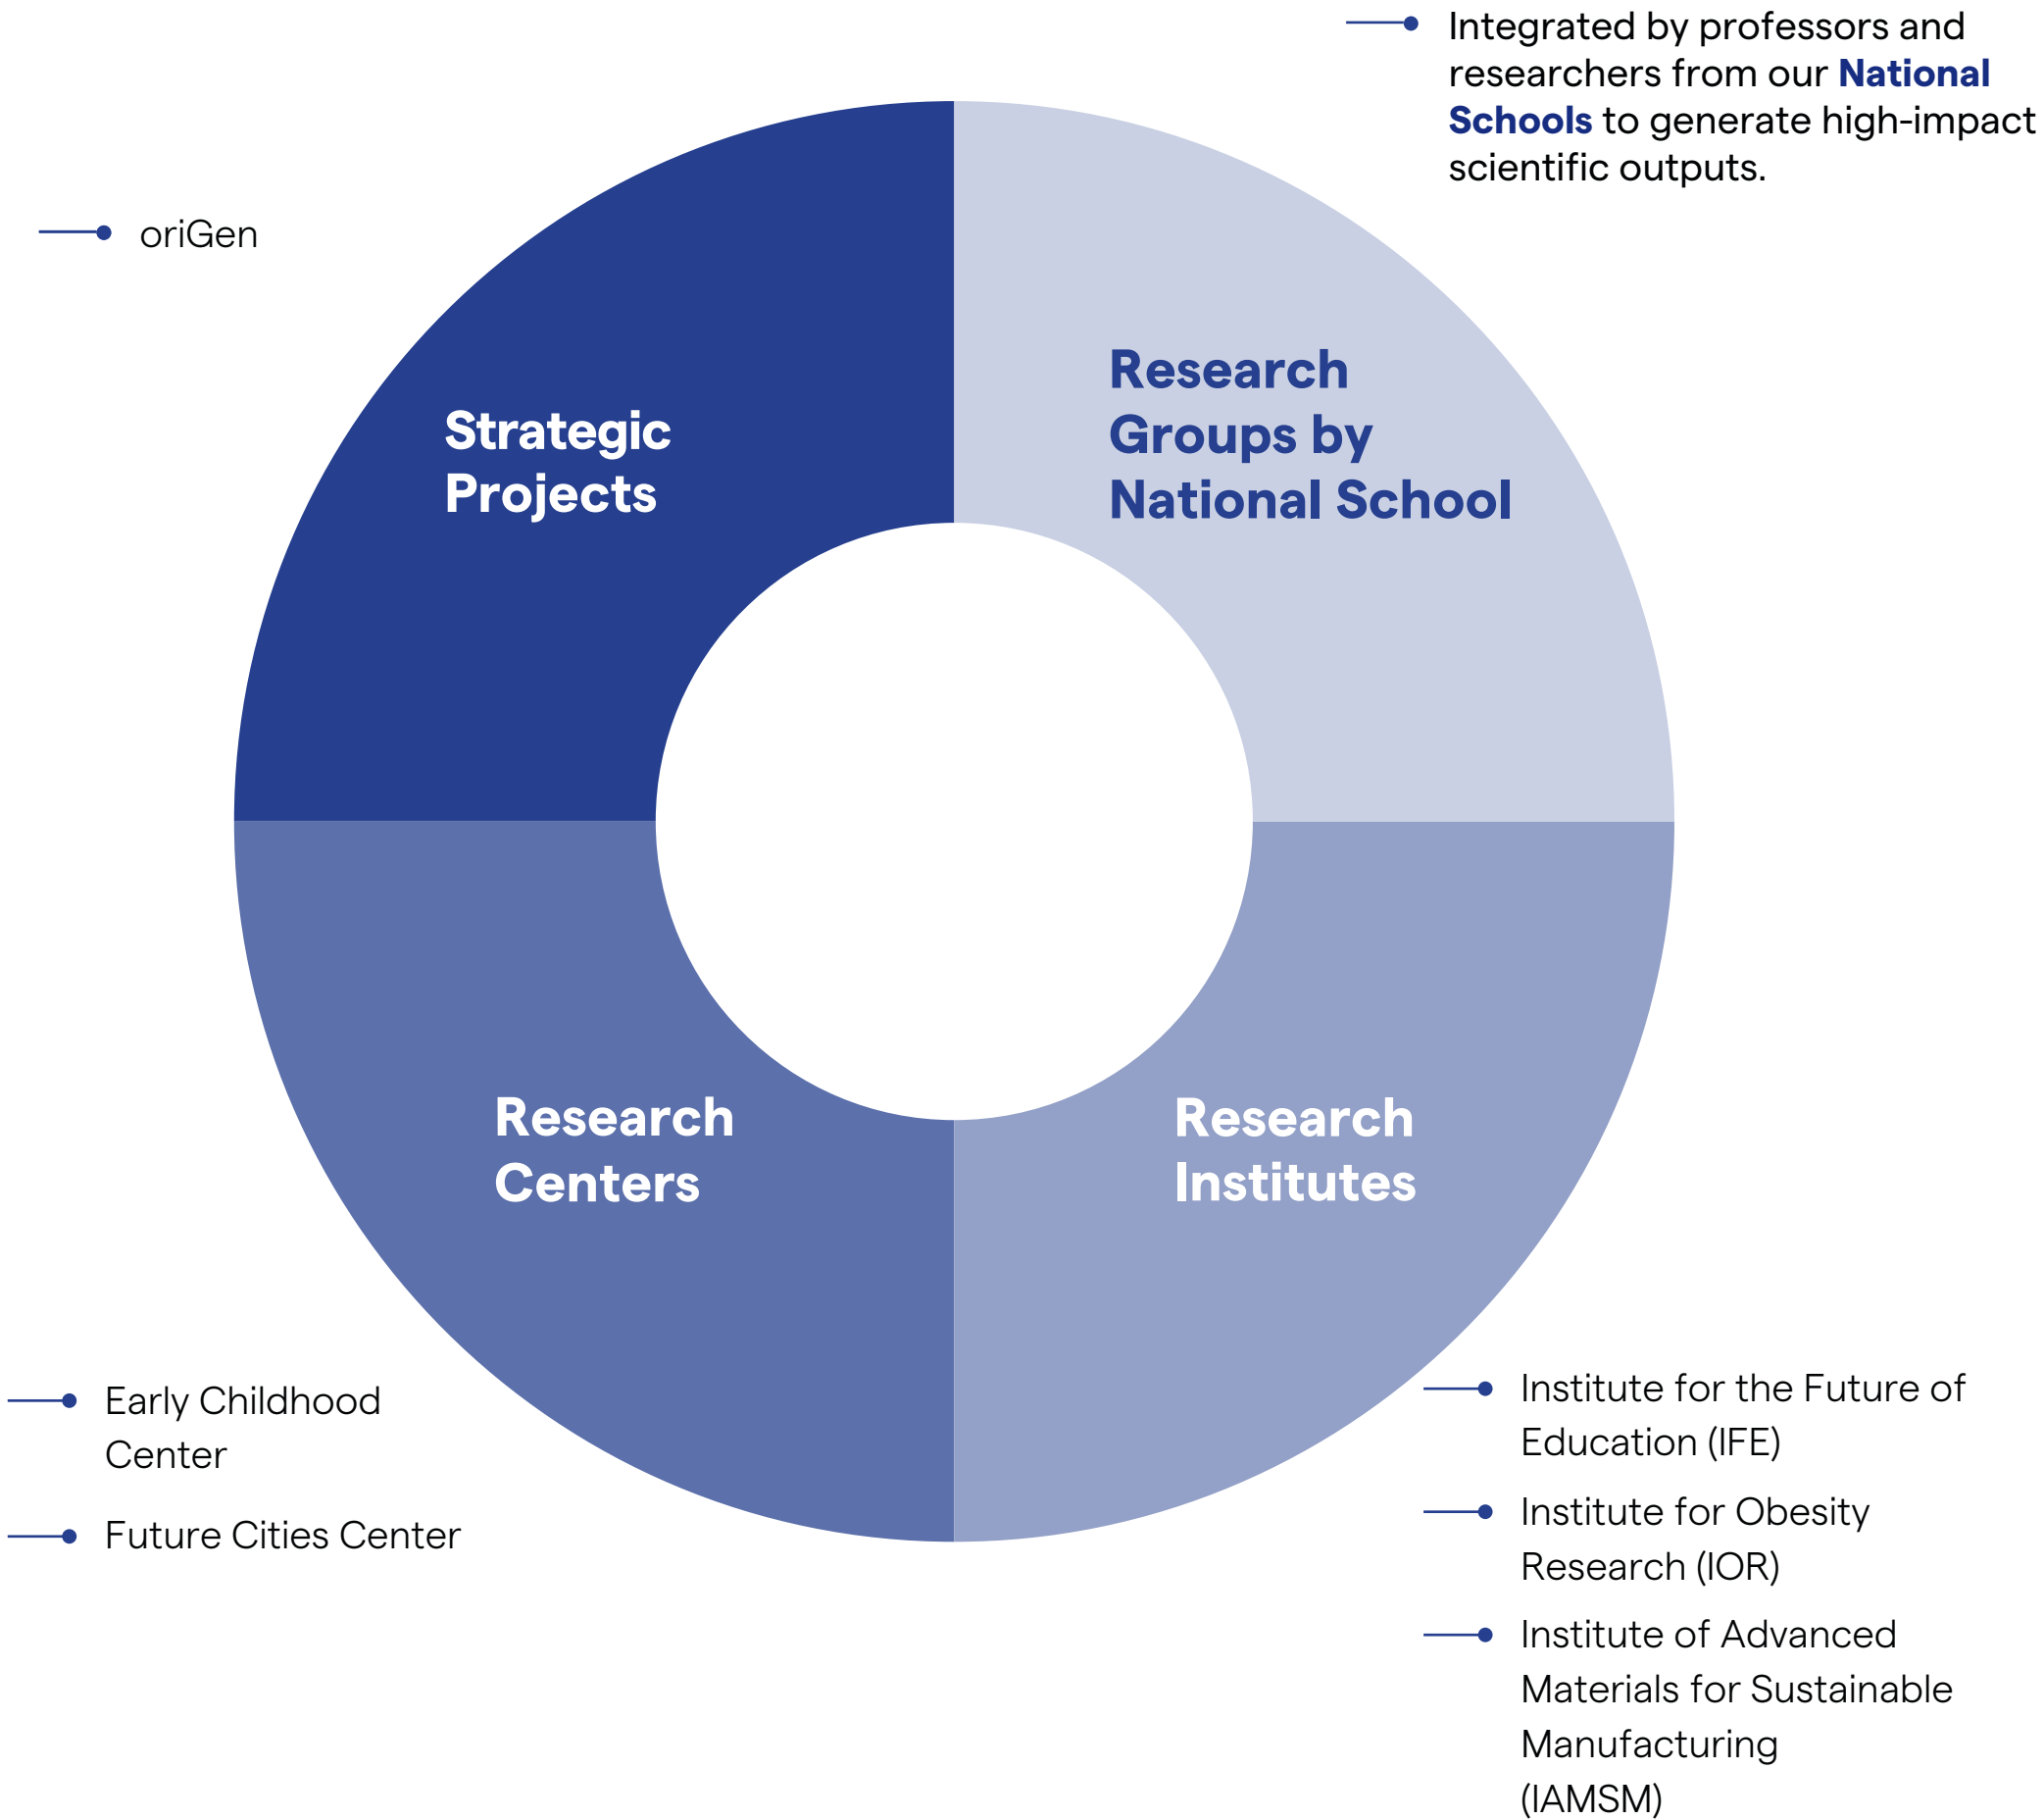 Integrated by professors and
researchers from our National
Schools to generate high-impact
scientific outputs.
oriGen
Strategic
Projects
Research
Groups by
National School
Research
Centers
Research
Institutes
Early Childhood
Center
Future Cities Center
Institute for the Future of
Education (IFE)
Institute for Obesity
Research (IOR)
Institute of Advanced
Materials for Sustainable
Manufacturing
(IAMSM)